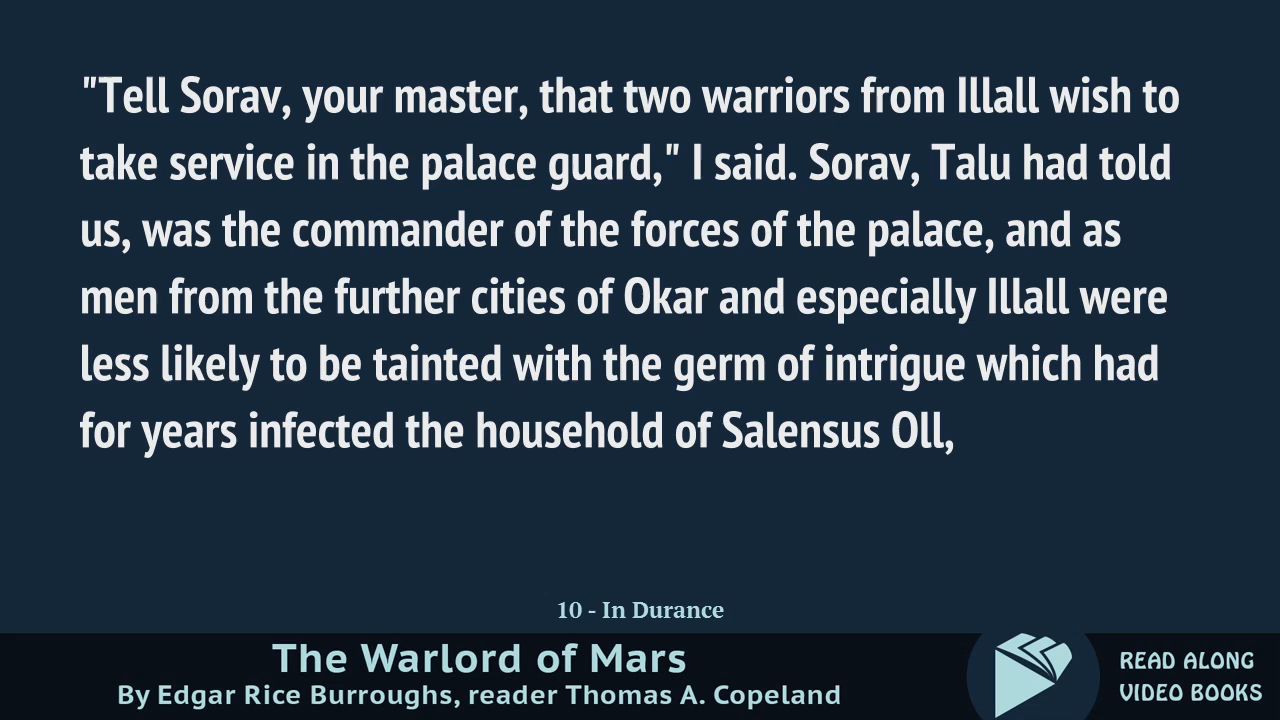 "Tell Sorav, your master, that two warriors from Illall wish to
take service in the palace guard," I said. Sorav, Talu had told
us, was the commander of the forces of the palace, and as
men from the further cities of Okar and especially Illall were
less likely to be tainted with the germ of intrigue which had
for years infected the household of Salensus Oll,
10 - In Durance
The Warlord of Mars
By Edgar Rice Burroughs, reader Thomas A. Copeland
READ ALONG
VIDEO BOOKS